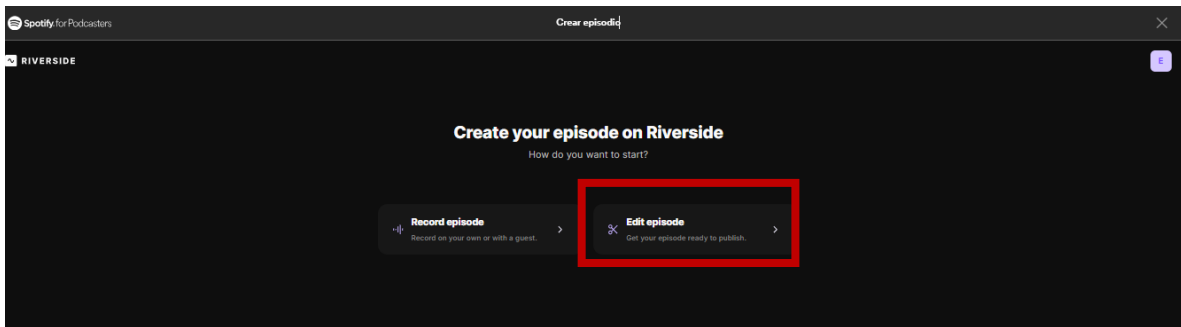 Spotify for Podcasters
Crear episodio
RIVERSIDE
E
Create your episode on Riverside
How do you want to start?
Record episode
Record on your own or with a guest.
Edit episode
Get your episode ready to publish.